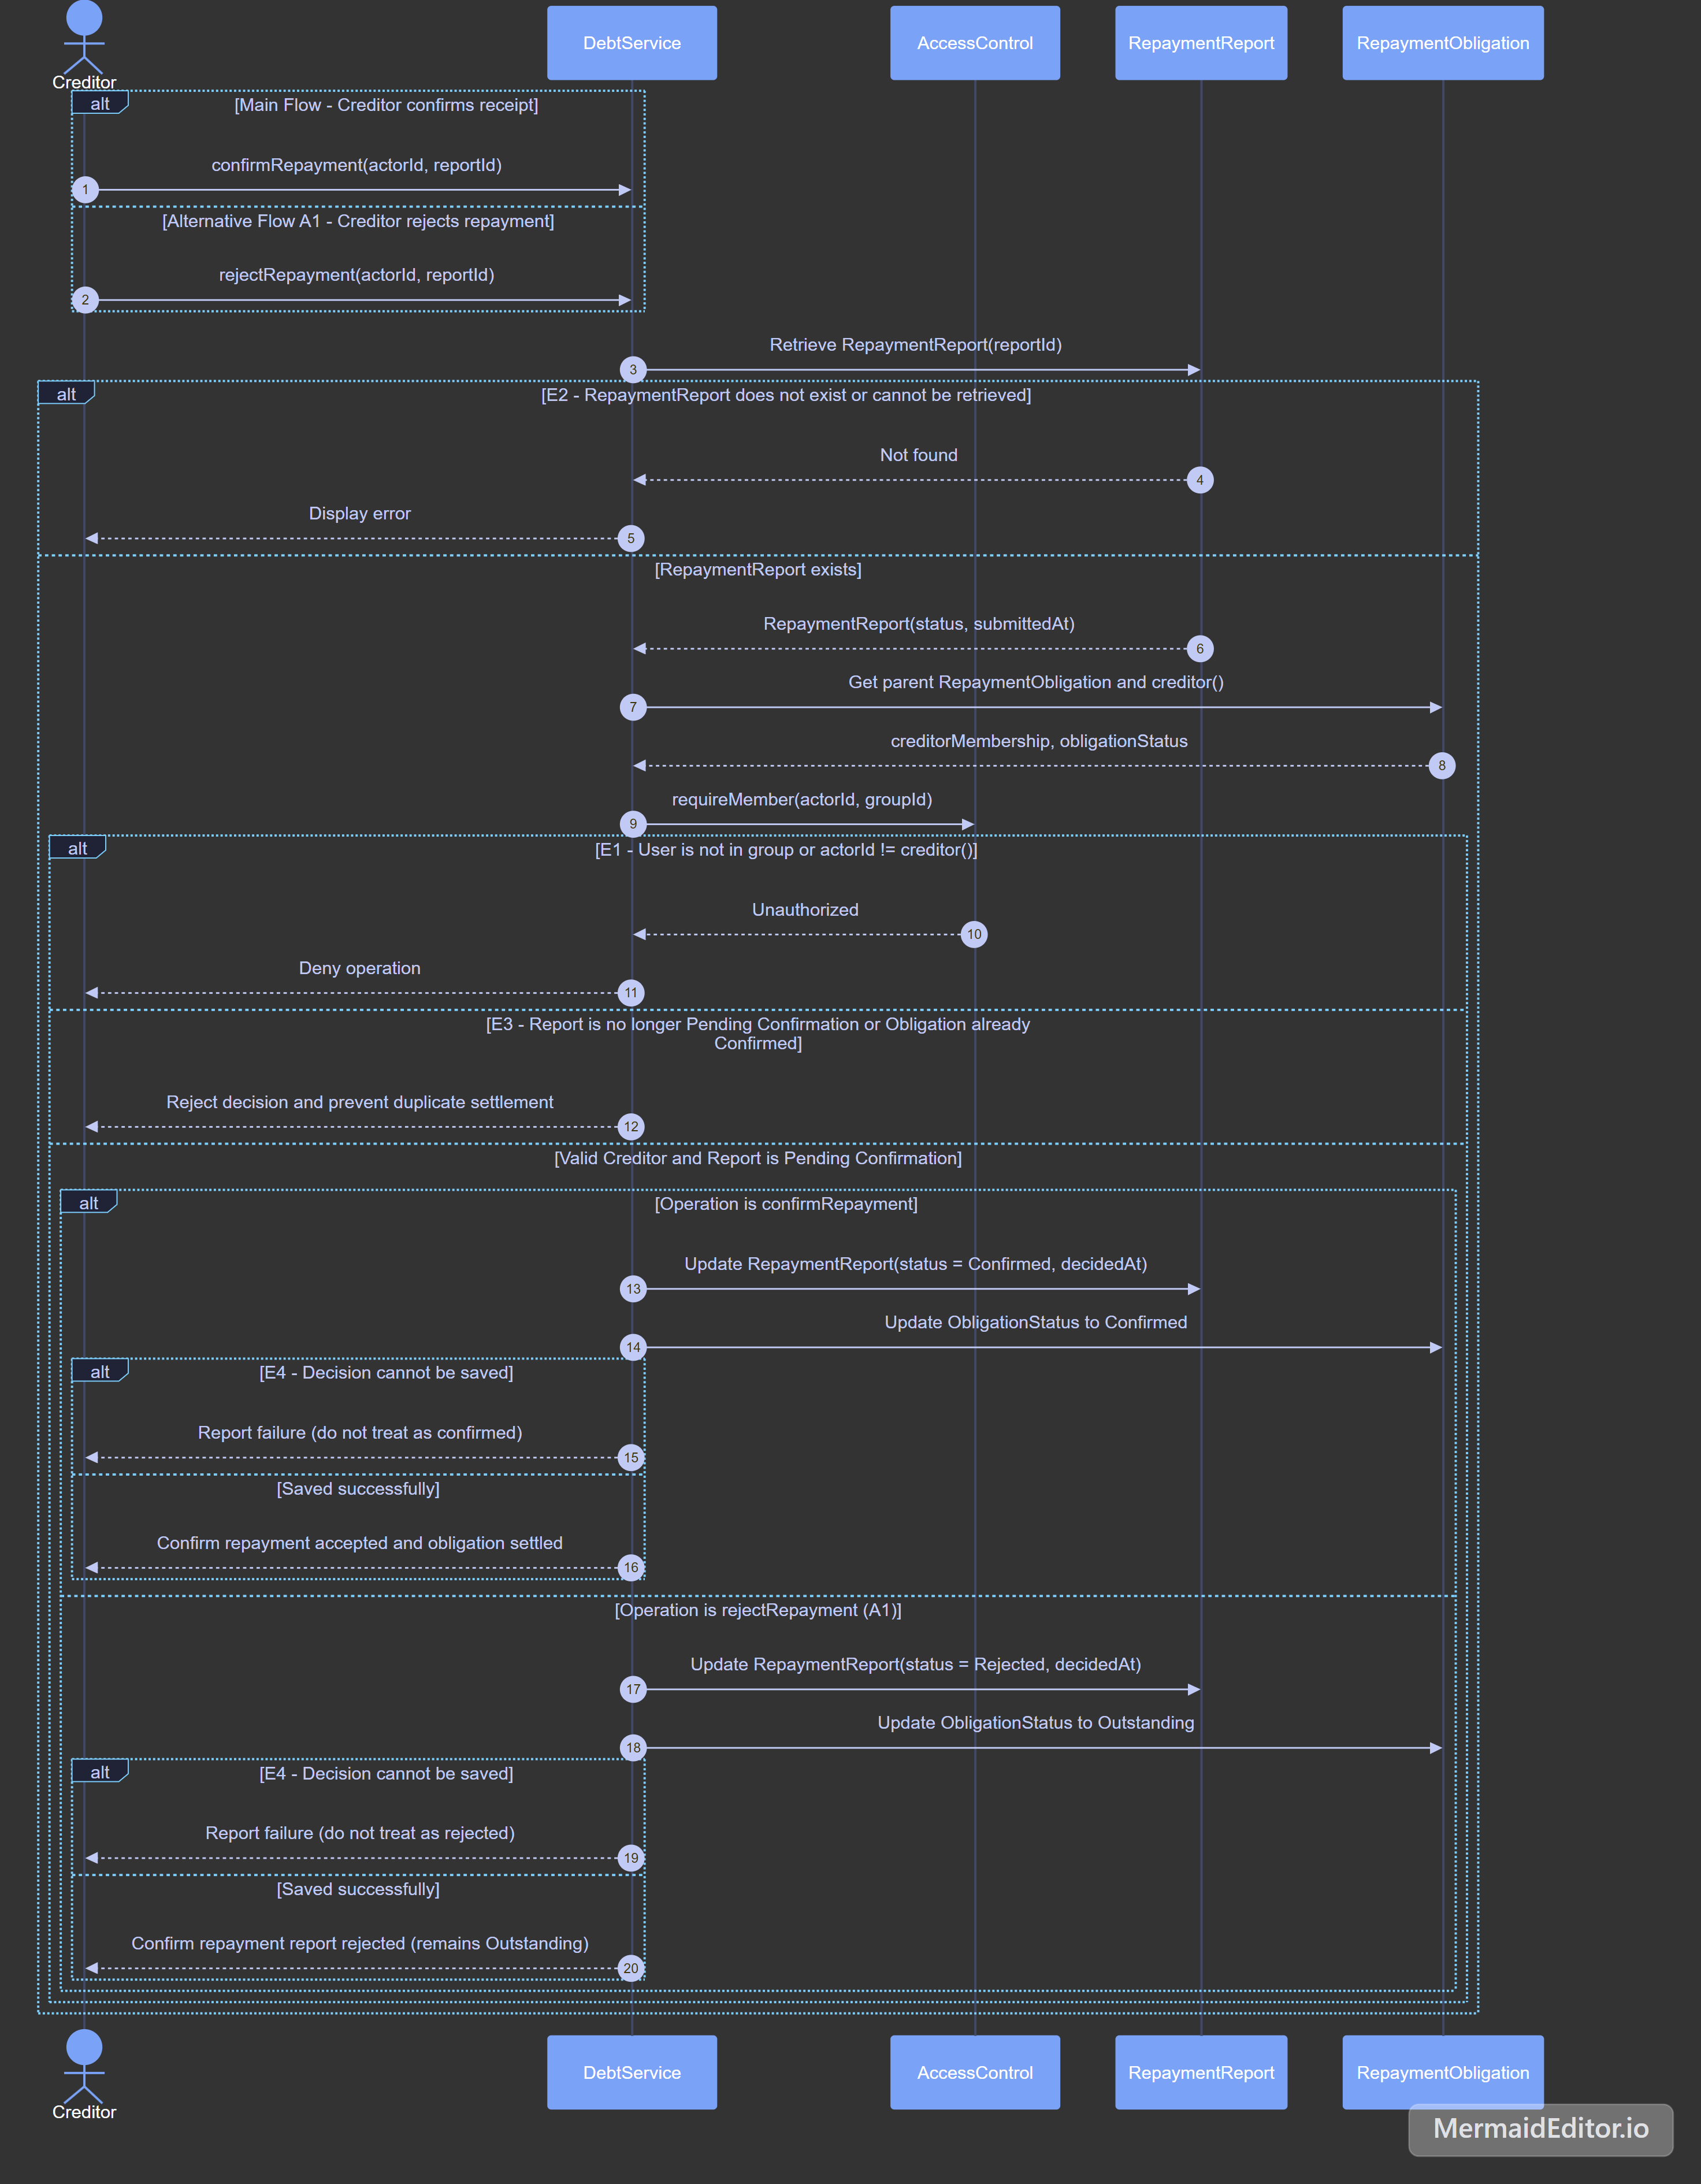 DebtService
AccessControl
RepaymentReport
RepaymentObligation
Creditor
alt
[Main Flow - Creditor confirms receipt]
confirmRepayment(actorId, reportId)
1
[Alternative Flow A1 - Creditor rejects repayment]
rejectRepayment(actorId, reportId)
2
Retrieve RepaymentReport(reportId)
3
alt
[E2 - RepaymentReport does not exist or cannot be retrieved]
Not found
4
Display error
5
[RepaymentReport exists]
RepaymentReport(status, submittedAt)
6
Get parent RepaymentObligation and creditor()
7
creditorMembership, obligationStatus
8
requireMember(actorId, groupId)
9
alt
[E1 - User is not in group or actorId != creditor()]
Unauthorized
10
Deny operation
11
[E3 - Report is no longer Pending Confirmation or Obligation already
Confirmed]
Reject decision and prevent duplicate settlement
12
[Valid Creditor and Report is Pending Confirmation]
alt
[Operation is confirmRepayment]
Update RepaymentReport(status = Confirmed, decidedAt)
13
Update ObligationStatus to Confirmed
14
alt
[E4 - Decision cannot be saved]
Report failure (do not treat as confirmed)
15
[Saved successfully]
Confirm repayment accepted and obligation settled
16
[Operation is rejectRepayment (A1)]
Update RepaymentReport(status = Rejected, decidedAt)
17
Update ObligationStatus to Outstanding
18
alt
[E4 - Decision cannot be saved]
Report failure (do not treat as rejected)
19
[Saved successfully]
Confirm repayment report rejected (remains Outstanding)
20
DebtService
AccessControl
RepaymentReport
RepaymentObligation
Creditor
MermaidEditor.io